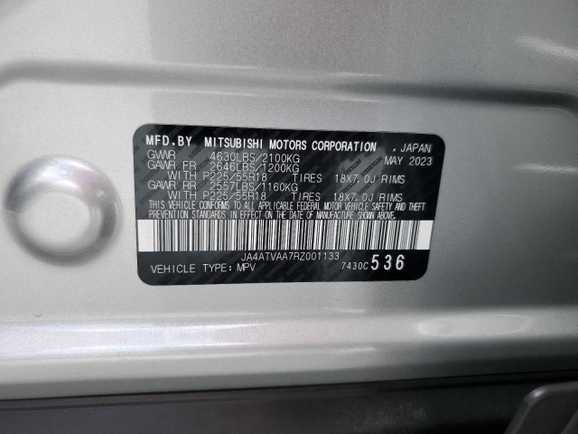 MFD.BY MITSUBISHI MOTORS CORPORATION . JAPAN
GVWR 4630LBS/2100KG MAY 2023
GAWR FR 2646LBS/1200KG
WITH P225/55R18 TIRES 18X7.0J RIMS
GAWR RR 2557LBS/1160KG
WITH P225/55R18 TIRES 18X7.0J RIMS
THIS VEHICLE CONFORMS TO ALL APPLICABLE FEDERAL MOTOR VEHICLE SAFETY AND THEFT
PREVENTION STANDARDS IN EFFECT ON THE DATE OF MANUFACTURE SHOWN ABOVE.
JA4ATVAA7RZ001133
VEHICLE TYPE: MPV 7430C 536